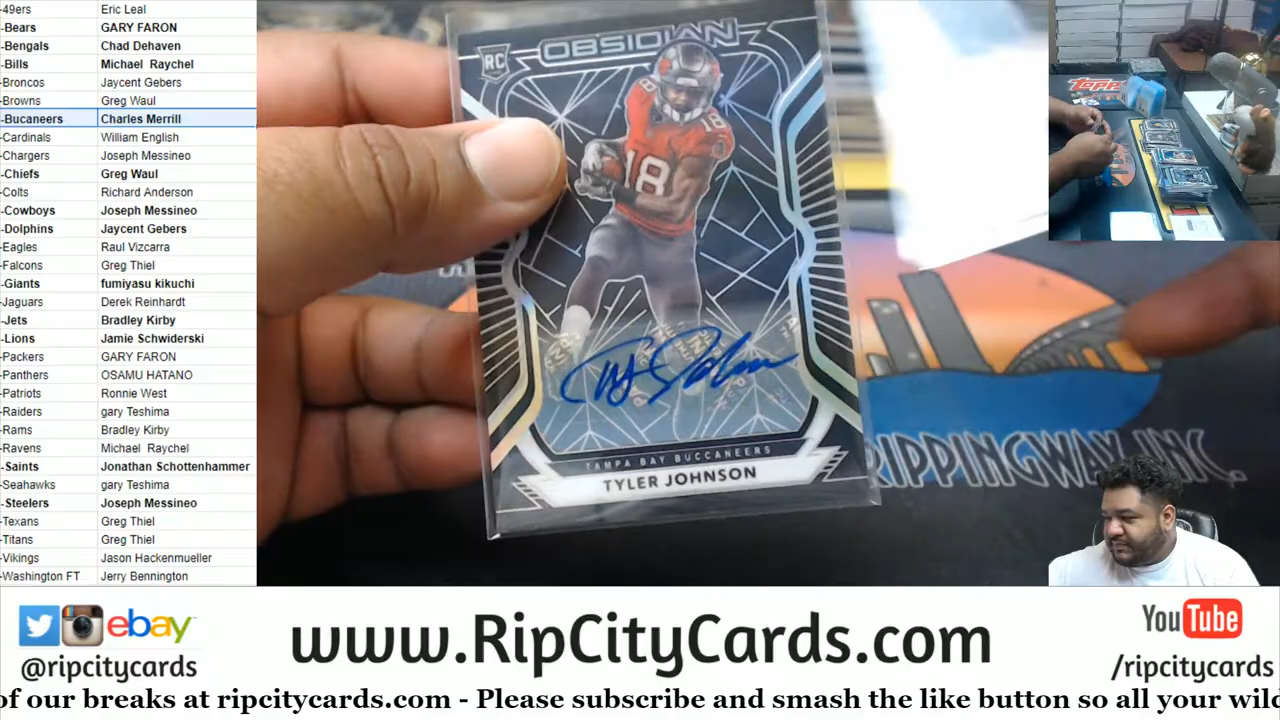 -49ers Eric Leal
-Bears GARY FARON
-Bengals Chad Dehaven
-Bills Michael Raychel
-Broncos Jaycent Gebers
-Browns Greg Waul
-Bucaneers Charles Merrill
-Cardinals William English
-Chargers Joseph Messineo
-Chiefs Greg Waul
-Colts Richard Anderson
-Cowboys Joseph Messineo
-Dolphins Jaycent Gebers
-Eagles Raul Vizcarra
-Falcons Greg Thiel
-Giants fumiyasu kikuchi
-Jaguars Derek Reinhardt
-Jets Bradley Kirby
-Lions Jamie Schwiderski
-Packers GARY FARON
-Panthers OSAMU HATANO
-Patriots Ronnie West
-Raiders gary Teshima
-Rams Bradley Kirby
-Ravens Michael Raychel
-Saints Jonathan Schottenhammer
-Seahawks gary Teshima
-Steelers Joseph Messineo
-Texans Greg Thiel
-Titans Greg Thiel
-Vikings Jason Hackenmueller
-Washington FT Jerry Bennington
RC OBSIDIAN
18
18
18
TAMPA BAY BUCCANEERS
TYLER JOHNSON
Topps
RIPPINGWAY, INC.
ebay
@ripcitycards
www.RipCityCards.com
YouTube
/ripcitycards
of our breaks at ripcitycards.com - Please subscribe and smash the like button so all your wild